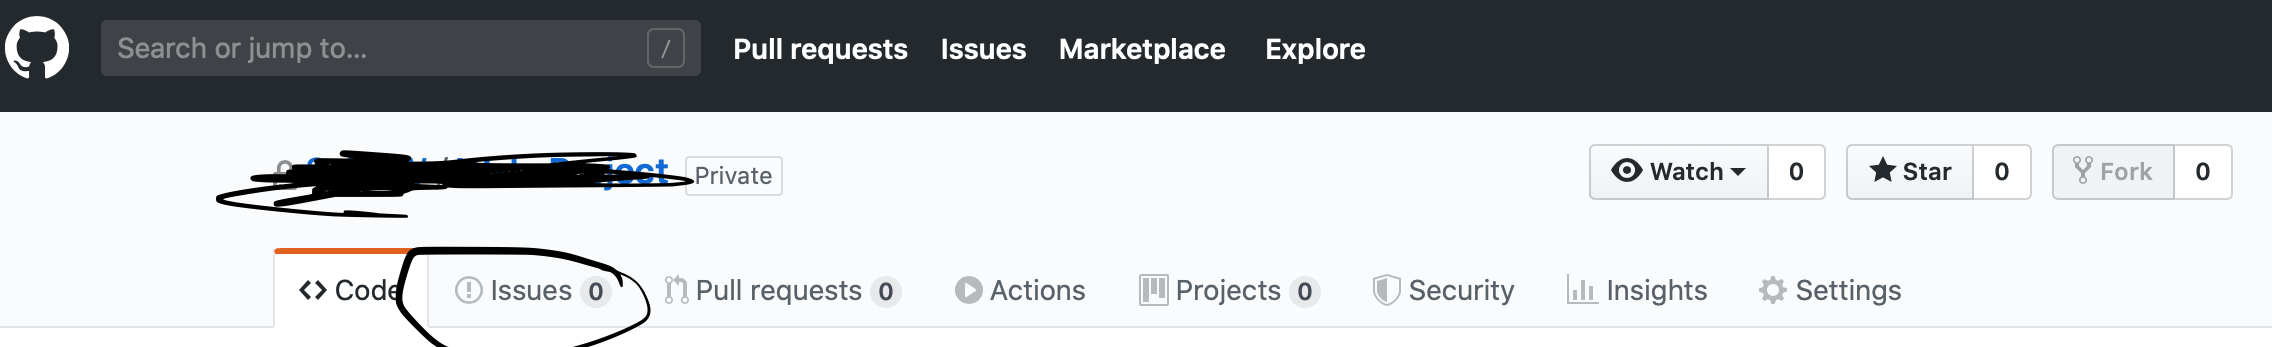 Search or jump to... /
Pull requests Issues Marketplace Explore
Private
Watch 0 Star 0 Fork 0
Code Issues 0 Pull requests 0 Actions Projects 0 Security Insights Settings